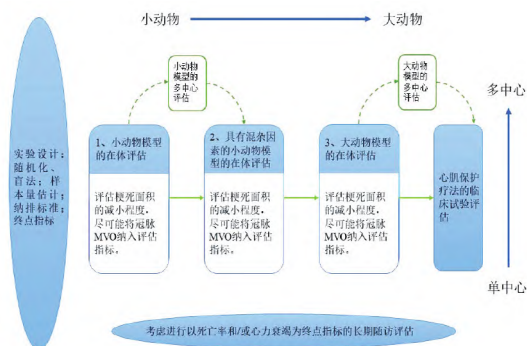 小动物
大动物
小动物
模型的
多中心
评估
大动物
模型的
多中心
评估
多中心
实验设计；
随机化、
盲法；样
本量估计；
纳排标准；
终点指标
1、小动物模型
的在体评估
评估梗死面积
的减小程度，
尽可能将冠脉
MVO纳入评估
指标。
2、具有混杂因
素的小动物模
型的在体评估
评估梗死面积
的减小程度，
尽可能将冠脉
MVO纳入评估
指标。
3、大动物模型
的在体评估
评估梗死面积
的减小程度，
尽可能将冠脉
MVO纳入评估
指标。
心肌保护
疗法的临
床试验评
估
单中心
考虑进行以死亡率和/或心力衰竭为终点指标的长期随访评估